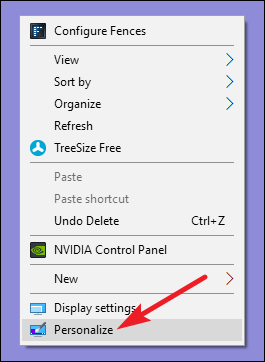 Configure Fences
View
Sort by
Organize
Refresh
TreeSize Free
Paste
Paste shortcut
Undo Delete Ctrl+Z
NVIDIA Control Panel
New
Display settings
Personalize